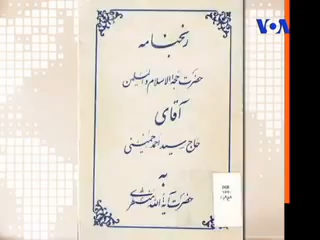 VOA
رنجنامه
حضرت حجة الاسلام والمسلمین
آقای
حاج سید احمد خمینی
به
حضرت آیة الله منتظری